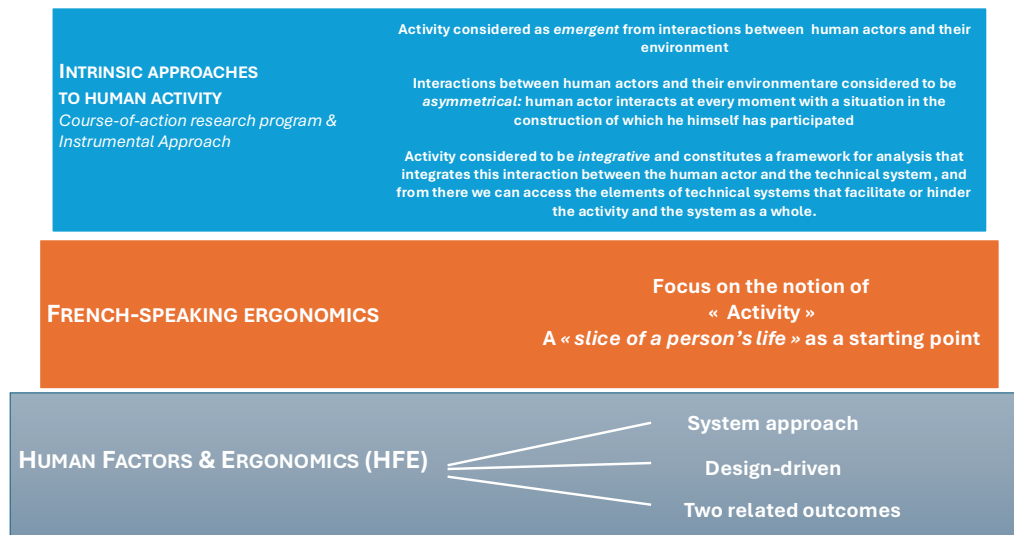 INTRINSIC APPROACHES
TO HUMAN ACTIVITY
Course-of-action research program &
Instrumental Approach
Activity considered as emergent from interactions between human actors and their
environment
Interactions between human actors and their environmentare considered to be
asymmetrical: human actor interacts at every moment with a situation in the
construction of which he himself has participated
Activity considered to be integrative and constitutes a framework for analysis that
integrates this interaction between the human actor and the technical system, and
from there we can access the elements of technical systems that facilitate or hinder
the activity and the system as a whole.
FRENCH-SPEAKING ERGONOMICS
Focus on the notion of
« Activity »
A « slice of a person's life » as a starting point
HUMAN FACTORS & ERGONOMICS (HFE)
System approach
Design-driven
Two related outcomes